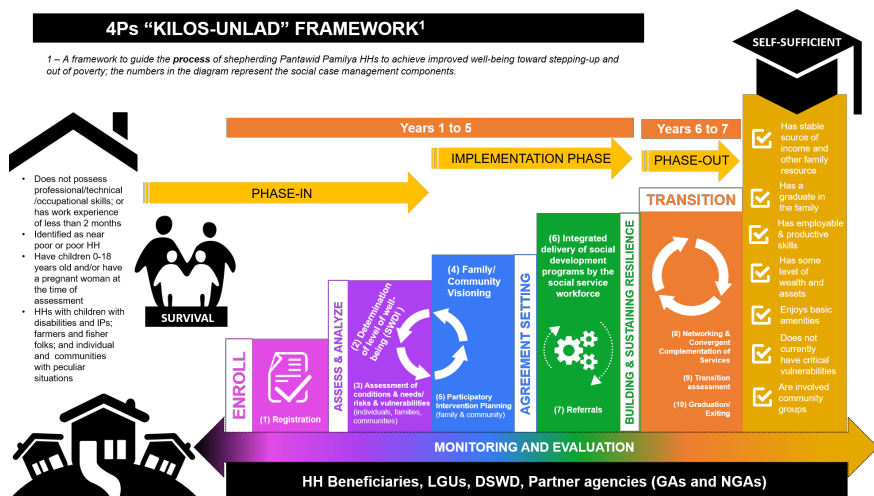 4Ps “KILOS-UNLAD” FRAMEWORK1
1 – A framework to guide the process of shepherding Pantawid Pamilya HHs to achieve improved well-being toward stepping-up and
out of poverty; the numbers in the diagram represent the social case management components.
SELF-SUFFICIENT
Years 1 to 5
Years 6 to 7
IMPLEMENTATION PHASE
PHASE-OUT
PHASE-IN
• Does not possess
professional/technical
/occupational skills; or
has work experience
of less than 2 months
• Identified as near
poor or poor HH
• Have children 0-18
years old and/or have
a pregnant woman at
the time of
assessment
• HHs with children with
disabilities and IPs;
farmers and fisher
folks; and individual
and communities
with peculiar
situations
SURVIVAL
ENROLL
(1) Registration
ASSESS & ANALYZE
(2) Determination
of level of well-
being (SWDI )
(3) Assessment of
conditions & needs/
risks & vulnerabilities
(individuals, families,
communities)
(4) Family/
Community
Visioning
(5) Participatory
Intervention Planning
(family & community)
AGREEMENT SETTING
(6) Integrated
delivery of social
development
programs by the
social service
workforce
(7) Referrals
BUILDING & SUSTAINING RESILIENCE
TRANSITION
(8) Networking &
Convergent
Complementation of
Services
(9) Transition
assessment
(10) Graduation/
Exiting
Has stable
source of
income and
other family
resource
Has a
graduate in
the family
Has employable
& productive
skills
Has some
level of
wealth and
assets
Enjoys basic
amenities
Does not
currently
have critical
vulnerabilities
Are involved
community
groups
MONITORING AND EVALUATION
HH Beneficiaries, LGUs, DSWD, Partner agencies (GAs and NGAs)